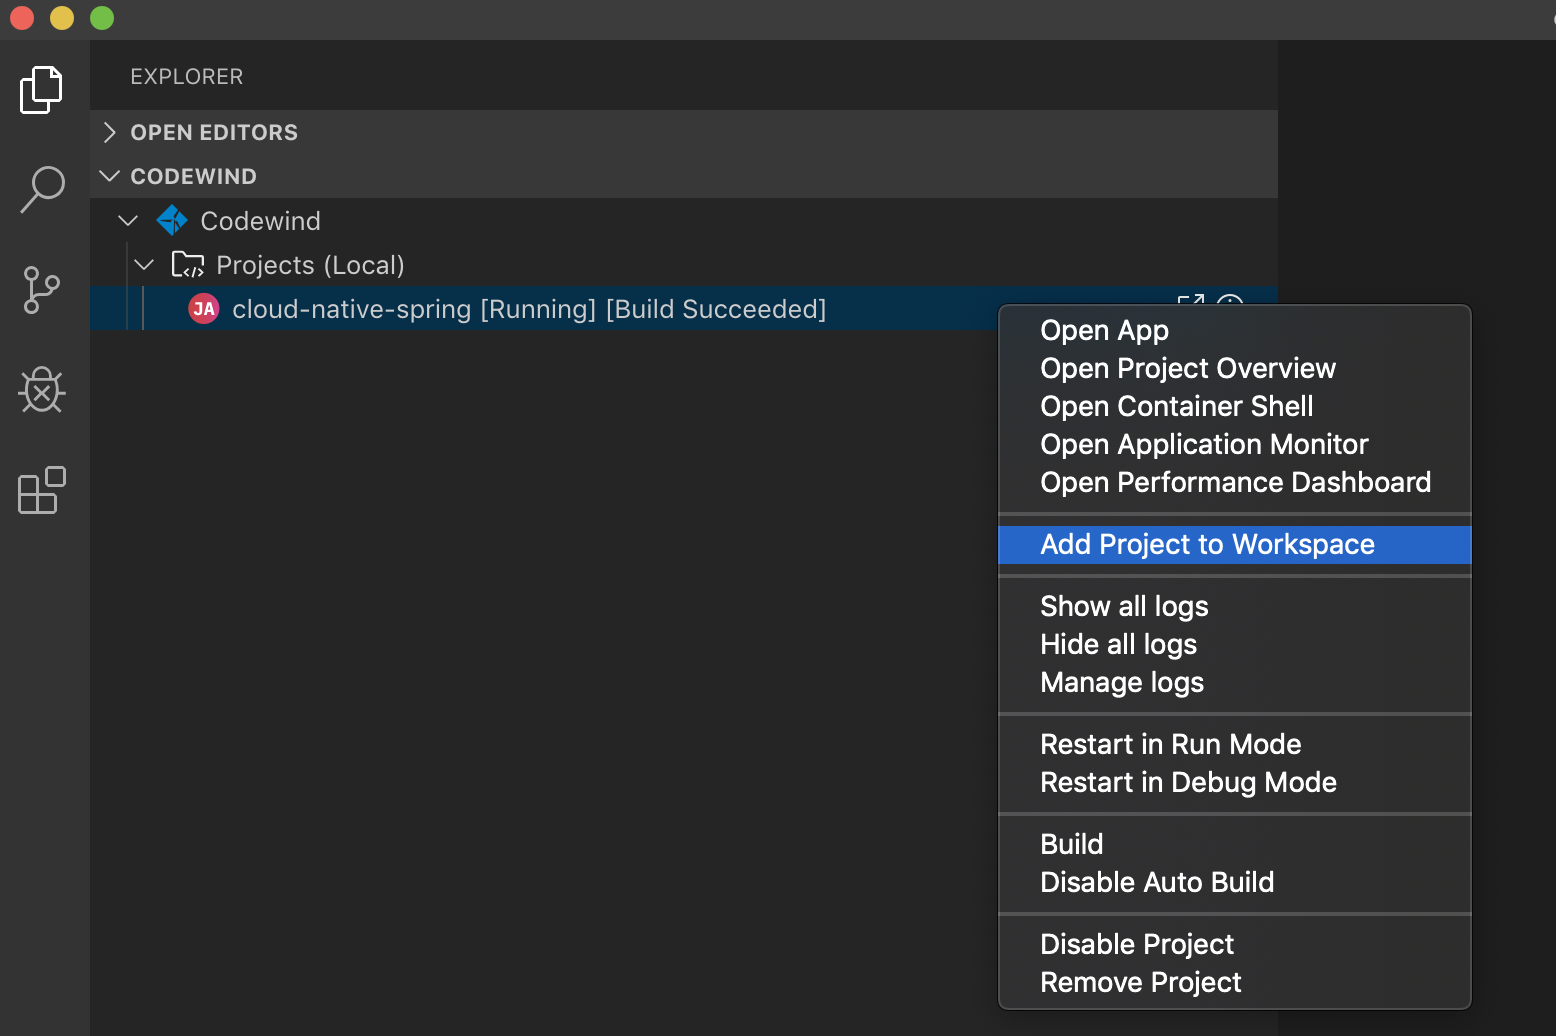 EXPLORER
OPEN EDITORS
CODEWIND
Codewind
Projects (Local)
JA cloud-native-spring [Running] [Build Succeeded]
Open App
Open Project Overview
Open Container Shell
Open Application Monitor
Open Performance Dashboard
Add Project to Workspace
Show all logs
Hide all logs
Manage logs
Restart in Run Mode
Restart in Debug Mode
Build
Disable Auto Build
Disable Project
Remove Project